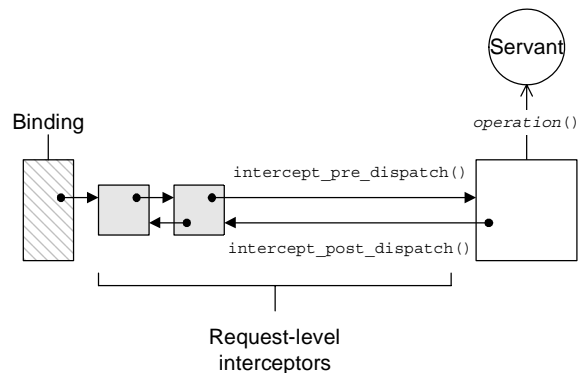 Servant
Binding
operation()
intercept_pre_dispatch()
intercept_post_dispatch()
Request-level
interceptors